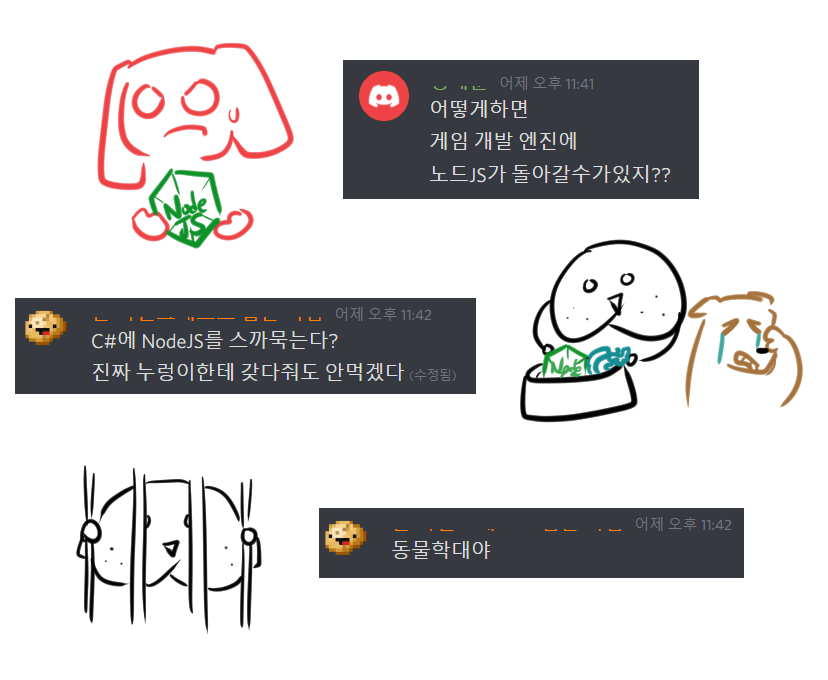 어제 오후 11:41
어떻게하면
게임 개발 엔진에
노드JS가 돌아갈수가있지??
Node
JS
어제 오후 11:42
C#에 NodeJS를 스까묵는다?
진짜 누렁이한테 갖다줘도 안먹겠다 (수정됨)
Node
어제 오후 11:42
동물학대야